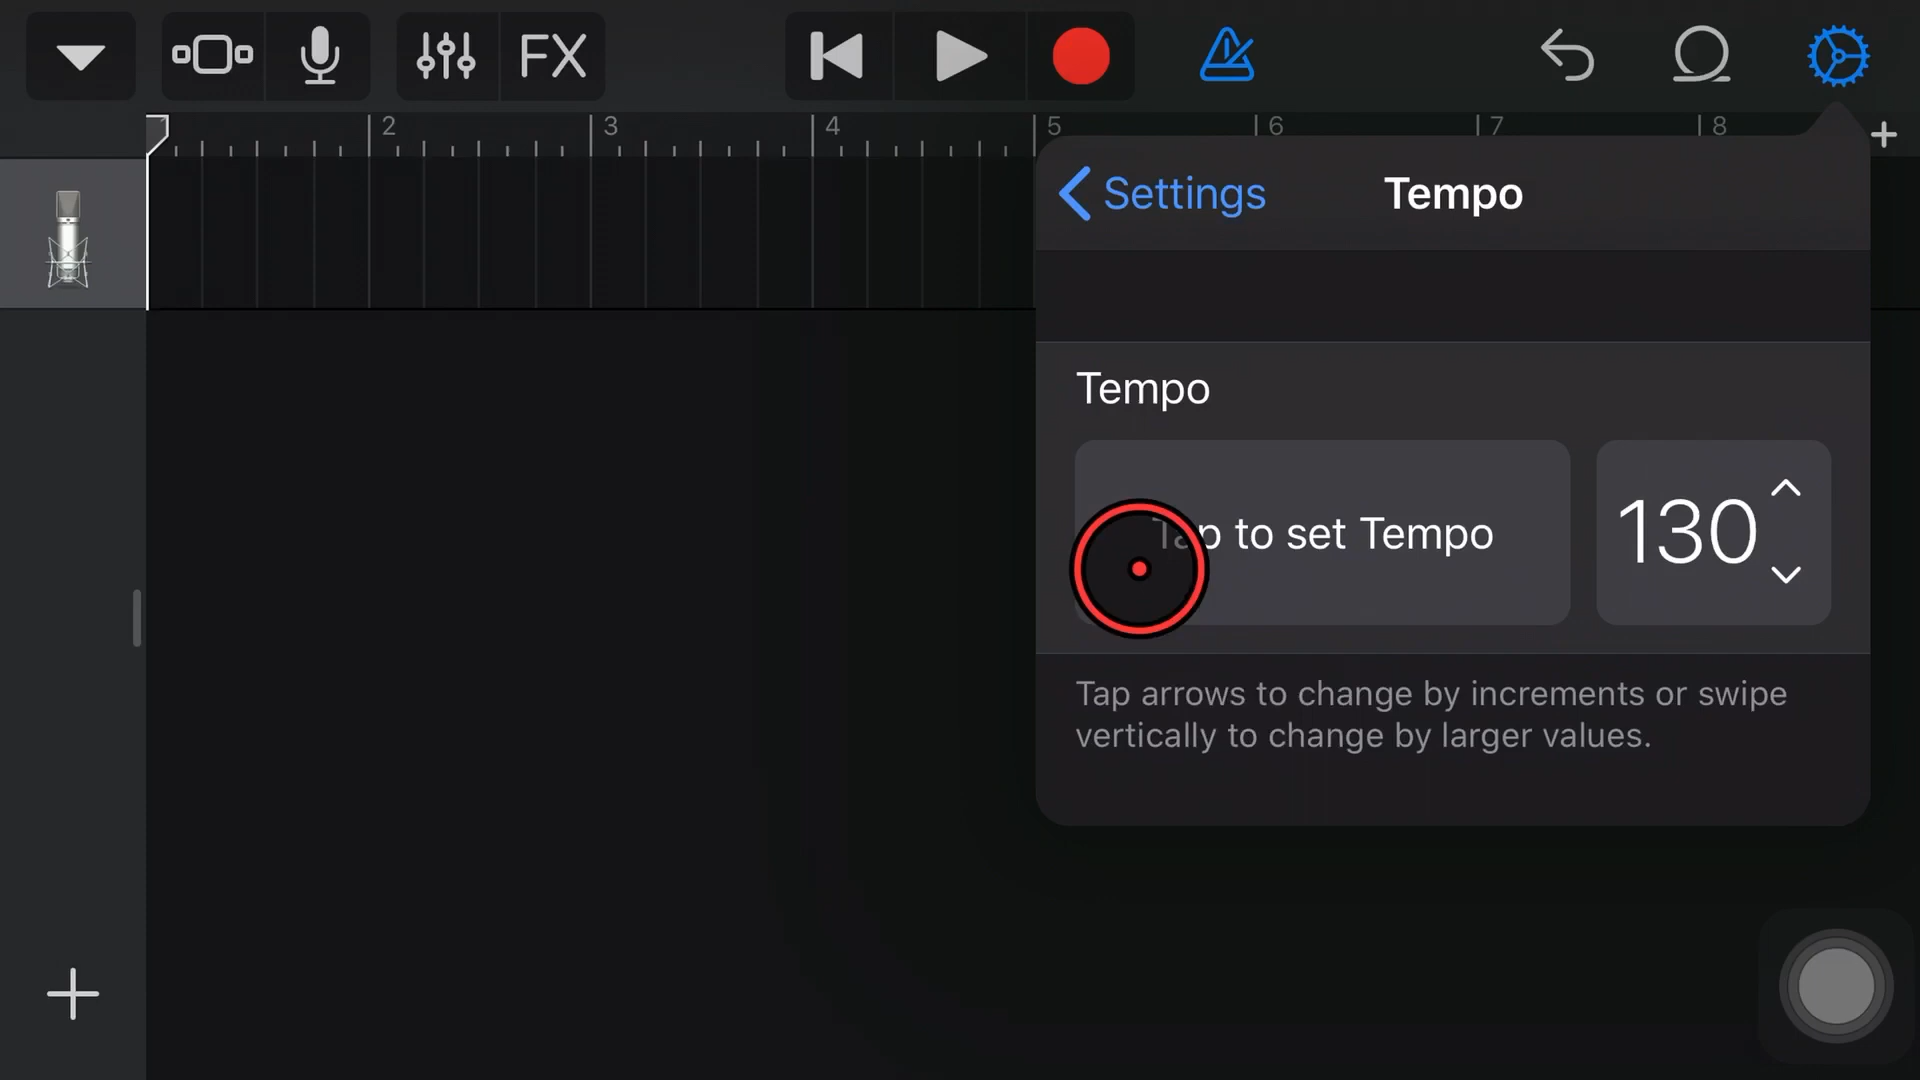 FX
2 3 4 5 6 7 8
Settings
Tempo
Tempo
Tap to set Tempo
130
Tap arrows to change by increments or swipe
vertically to change by larger values.